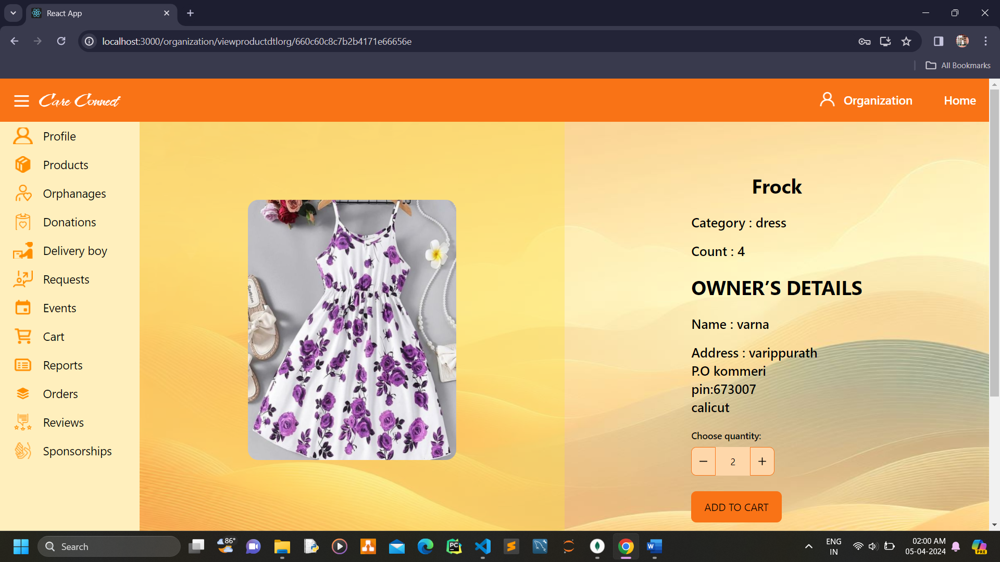 React App
localhost:3000/organization/viewproductdtlorg/660c60c8c7b2b4171e66656e
All Bookmarks
Care Connect
Organization
Home
Profile
Products
Orphanages
Donations
Delivery boy
Requests
Events
Cart
Reports
Orders
Reviews
Sponsorships
Frock
Category : dress
Count : 4
OWNER’S DETAILS
Name : varna
Address : varippurath
P.O kommeri
pin:673007
calicut
Choose quantity:
− 2 +
ADD TO CART
Search
86°
PC
W
ENG
IN
02:00 AM
05-04-2024
PRE